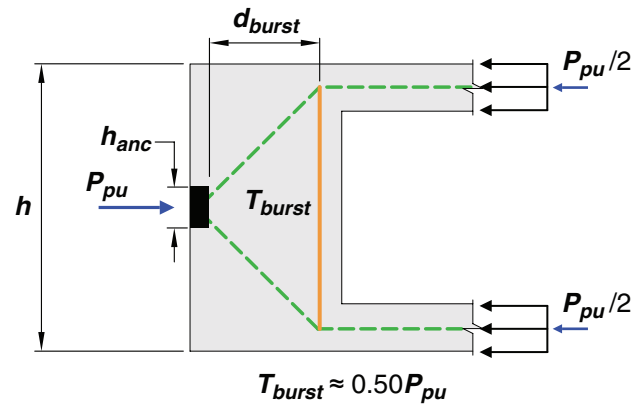 d_burst
P_pu/2
h_anc
P_pu
h
T_burst
P_pu/2
T_burst ≈ 0.50P_pu